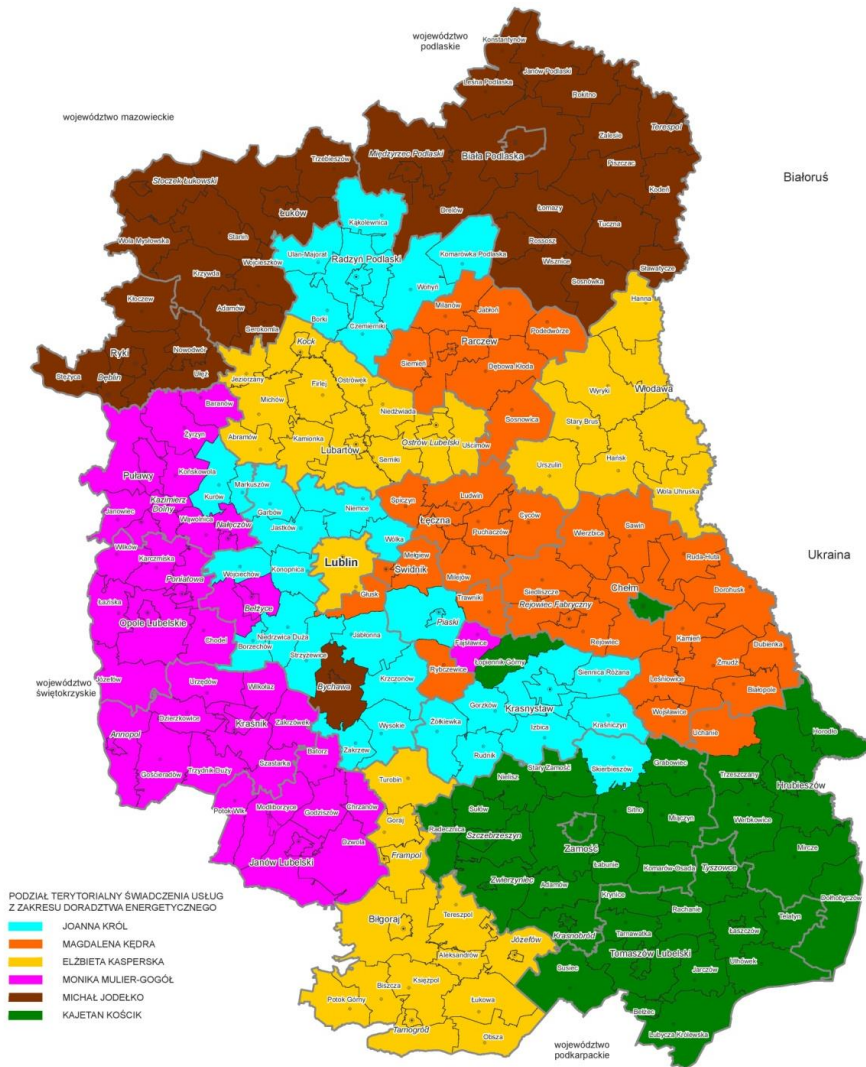 województwo podlaskie
Konstantynów
Janów Podlaski
Leśna Podlaska
Rokitno
województwo mazowieckie
Zalesie
Terespol
Trzebieszów
Międzyrzec Podlaski
Biała Podlaska
Piszczac
Białoruś
Stoczek Łukowski
Kodeń
Łuków
Drelów
Łomazy
Tuczna
Kąkolewnica
Wola Mysłowska
Stanin
Rossosz
Wojcieszków
Ulan-Majorat
Komarówka Podlaska
Radzyń Podlaski
Wisznice
Krzywda
Sosnówka
Sławatycze
Wohyń
Kłoczew
Adamów
Borki
Milanów
Jabłoń
Hanna
Serokomla
Czemierniki
Podedwórze
Kock
Parczew
Ryki
Nowodwór
Siemień
Dębowa Kłoda
Stężyca
Dęblin
Ułęż
Jeziorzany
Firlej
Ostrówek
Wyryki
Włodawa
Baranów
Michów
Niedźwiada
Sosnowica
Stary Brus
Żyrzyn
Abramów
Kamionka
Ostrów Lubelski
Uścimów
Lubartów
Serniki
Urszulin
Hańsk
Puławy
Końskowola
Markuszów
Wola Uhruska
Kurów
Niemce
Spiczyn
Ludwin
Kazimierz Dolny
Garbów
Łęczna
Cyców
Janowiec
Wąwolnica
Nałęczów
Jastków
Puchaczów
Wierzbica
Sawin
Wilków
Wólka
Karczmiska
Lublin
Mełgiew
Ruda-Huta
Ukraina
Poniatowa
Wojciechów
Konopnica
Świdnik
Milejów
Siedliszcze
Chełm
Dorohusk
Łaziska
Bełżyce
Głusk
Trawniki
Rejowiec Fabryczny
Opole Lubelskie
Piaski
Kamień
Dubienka
Chodel
Borzechów
Niedrzwica Duża
Jabłonna
Fajsławice
Rejowiec
Strzyżewice
Łopiennik Górny
Żmudź
Józefów
Urzędów
Wilkołaz
Bychawa
Krzczonów
Rybczewice
Siennica Różana
Leśniowice
Białopole
województwo świętokrzyskie
Krasnystaw
Dzierzkowice
Kraśnik
Zakrzówek
Gorzków
Izbica
Kraśniczyn
Wojsławice
Annopol
Wysokie
Żółkiewka
Uchanie
Horodło
Gościeradów
Trzydnik Duży
Szastarka
Batorz
Zakrzew
Rudnik
Stary Zamość
Skierbieszów
Grabowiec
Trzeszczany
Nielisz
Hrubieszów
Turobin
Potok Wlk.
Modliborzyce
Godziszów
Chrzanów
Sułów
Sitno
Miączyn
Werbkowice
Goraj
Radecznica
Szczebrzeszyn
Zamość
Janów Lubelski
Dzwola
Frampol
Łabunie
Mircze
Zwierzyniec
Adamów
Komarów-Osada
Tyszowce
Dołhobyczów
Krynice
PODZIAŁ TERYTORIALNY ŚWIADCZENIA USŁUG
Z ZAKRESU DORADZTWA ENERGETYCZNEGO
Biłgoraj
Tereszpol
Krasnobród
Rachanie
Telatyn
JOANNA KRÓL
Tarnawatka
Łaszczów
MAGDALENA KĘDRA
Józefów
Tomaszów Lubelski
Ulhówek
ELŻBIETA KASPERSKA
Aleksandrów
Susiec
Jarczów
MONIKA MULIER-GOGÓŁ
Biszcza
Księżpol
MICHAŁ JODEŁKO
Potok Górny
Łukowa
Bełżec
KAJETAN KOŚCIK
Tarnogród
Obsza
Lubycza Królewska
województwo podkarpackie